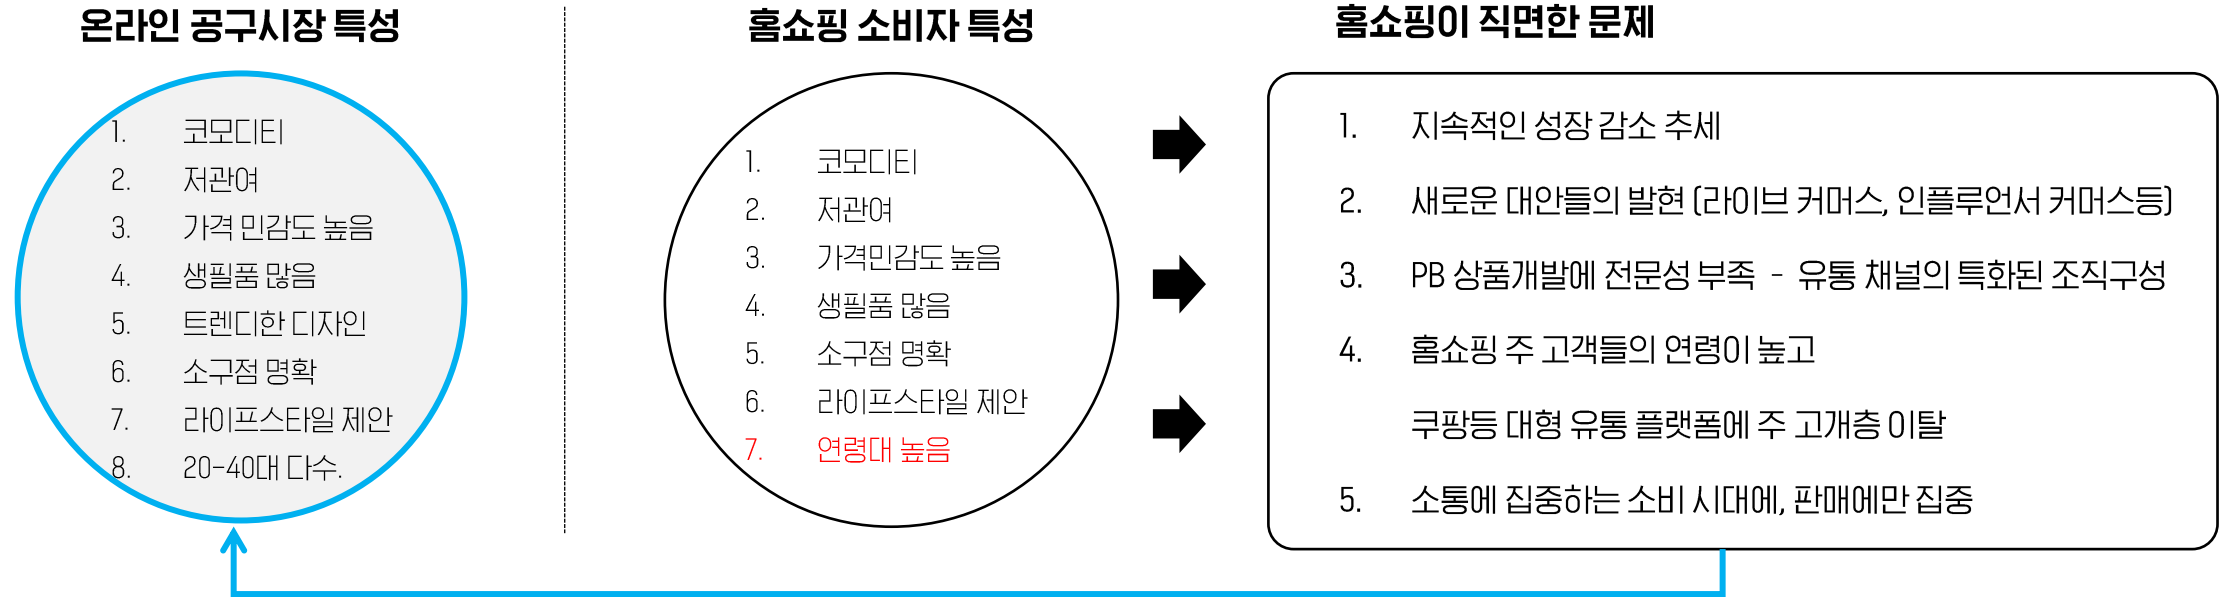 온라인 공구시장 특성
1. 코모디티
2. 저관여
3. 가격 민감도 높음
4. 생필품 많음
5. 트렌디한 디자인
6. 소구점 명확
7. 라이프스타일 제안
8. 20-40대 다수.
홈쇼핑 소비자 특성
1. 코모디티
2. 저관여
3. 가격민감도 높음
4. 생필품 많음
5. 소구점 명확
6. 라이프스타일 제안
7. 연령대 높음
홈쇼핑이 직면한 문제
1. 지속적인 성장 감소 추세
2. 새로운 대안들의 발현 (라이브 커머스, 인플루언서 커머스등)
3. PB 상품개발에 전문성 부족 - 유통 채널의 특화된 조직구성
4. 홈쇼핑 주 고객들의 연령이 높고
쿠팡등 대형 유통 플랫폼에 주 고개층 이탈
5. 소통에 집중하는 소비 시대에, 판매에만 집중